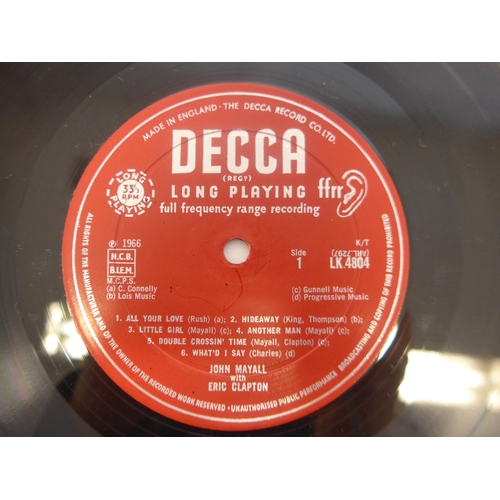 MADE IN ENGLAND · THE DECCA RECORD CO. LTD.
DECCA
(REGD)
LONG PLAYING
33⅓ RPM
LONG PLAYING ffrr
full frequency range recording
℗ 1966
N.C.B.
B.I.E.M.
M.C.P.S.
(a) C. Connelly
(b) Lois Music
Side
1
K/T
(ARL.7297)
LK.4804
(c) Gunnell Music
(d) Progressive Music
1. ALL YOUR LOVE (Rush) (a); 2. HIDEAWAY (King, Thompson) (b);
3. LITTLE GIRL (Mayall) (c); 4. ANOTHER MAN (Mayall) (c);
5. DOUBLE CROSSIN' TIME (Mayall, Clapton) (c);
6. WHAT'D I SAY (Charles) (d)
JOHN MAYALL
with
ERIC CLAPTON
ALL RIGHTS OF THE MANUFACTURER AND OF THE OWNER OF THE RECORDED WORK RESERVED · UNAUTHORISED PUBLIC PERFORMANCE BROADCASTING AND COPYING OF THIS RECORD PROHIBITED